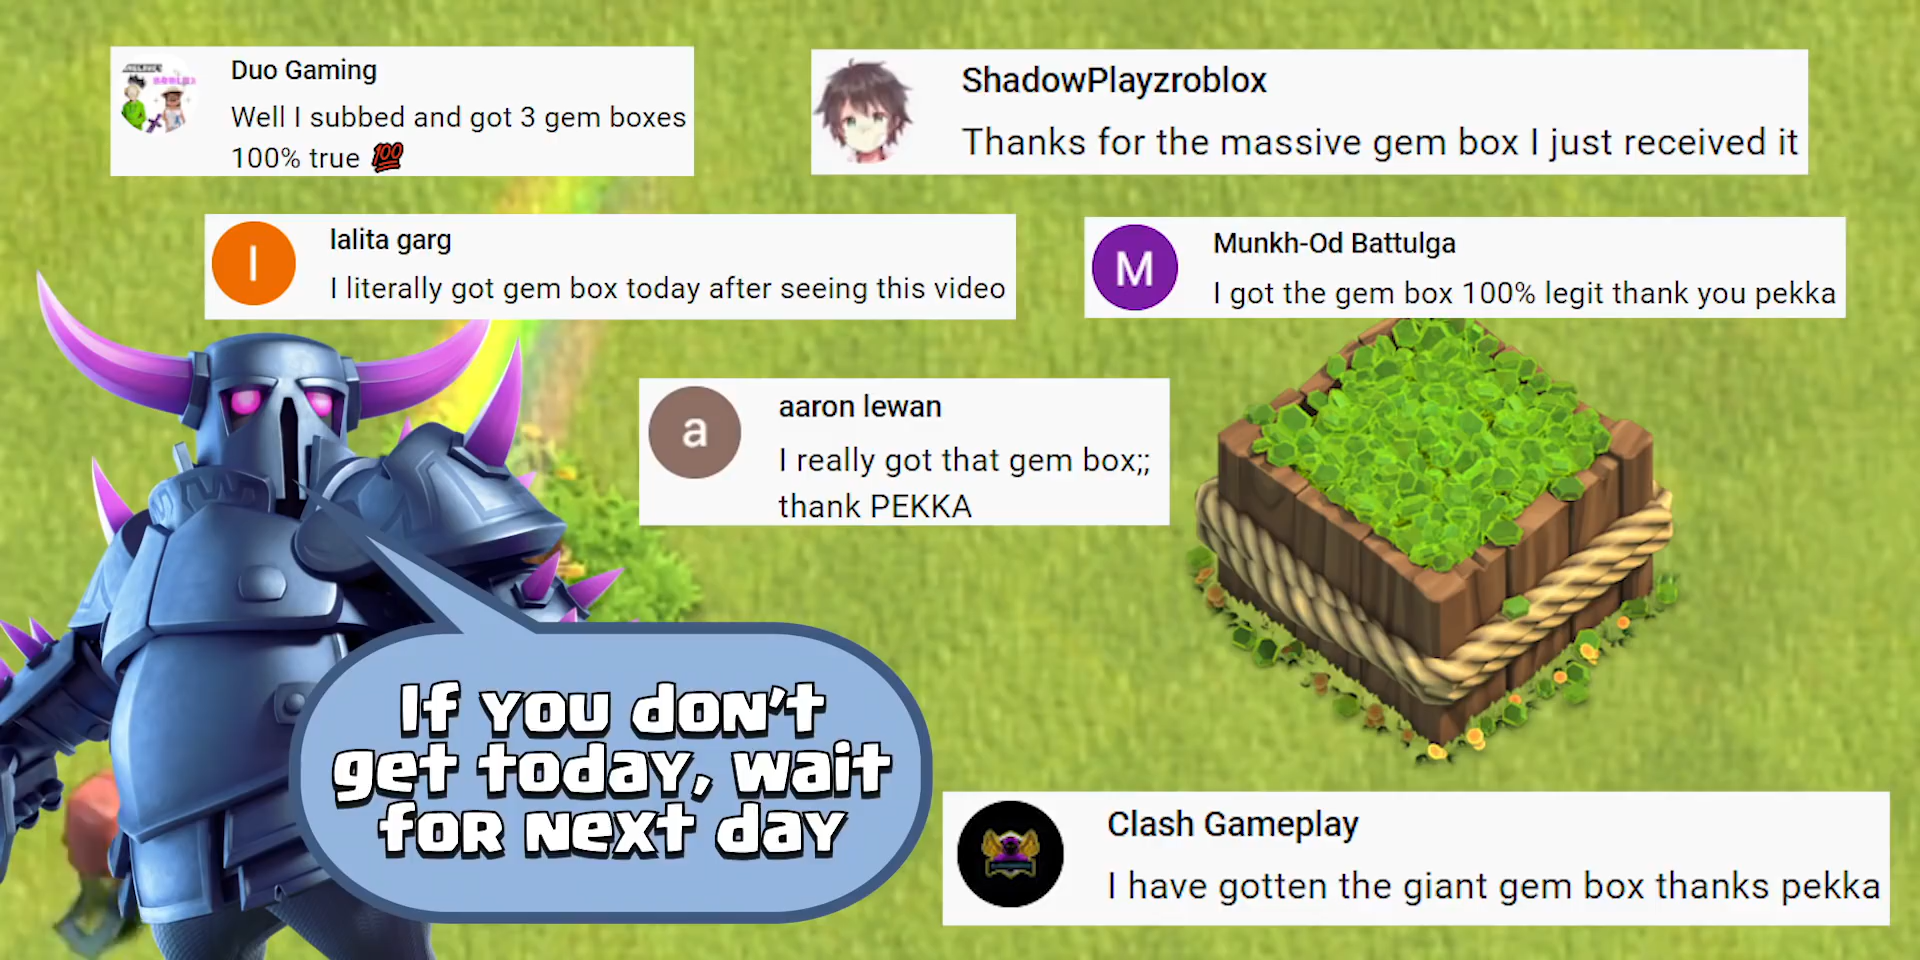 Duo Gaming
Well I subbed and got 3 gem boxes
100% true 💯
ShadowPlayzroblox
Thanks for the massive gem box I just received it
l
lalita garg
I literally got gem box today after seeing this video
M
Munkh-Od Battulga
I got the gem box 100% legit thank you pekka
a
aaron lewan
I really got that gem box;;
thank PEKKA
If you don't
get today, wait
for next day
Clash Gameplay
I have gotten the giant gem box thanks pekka